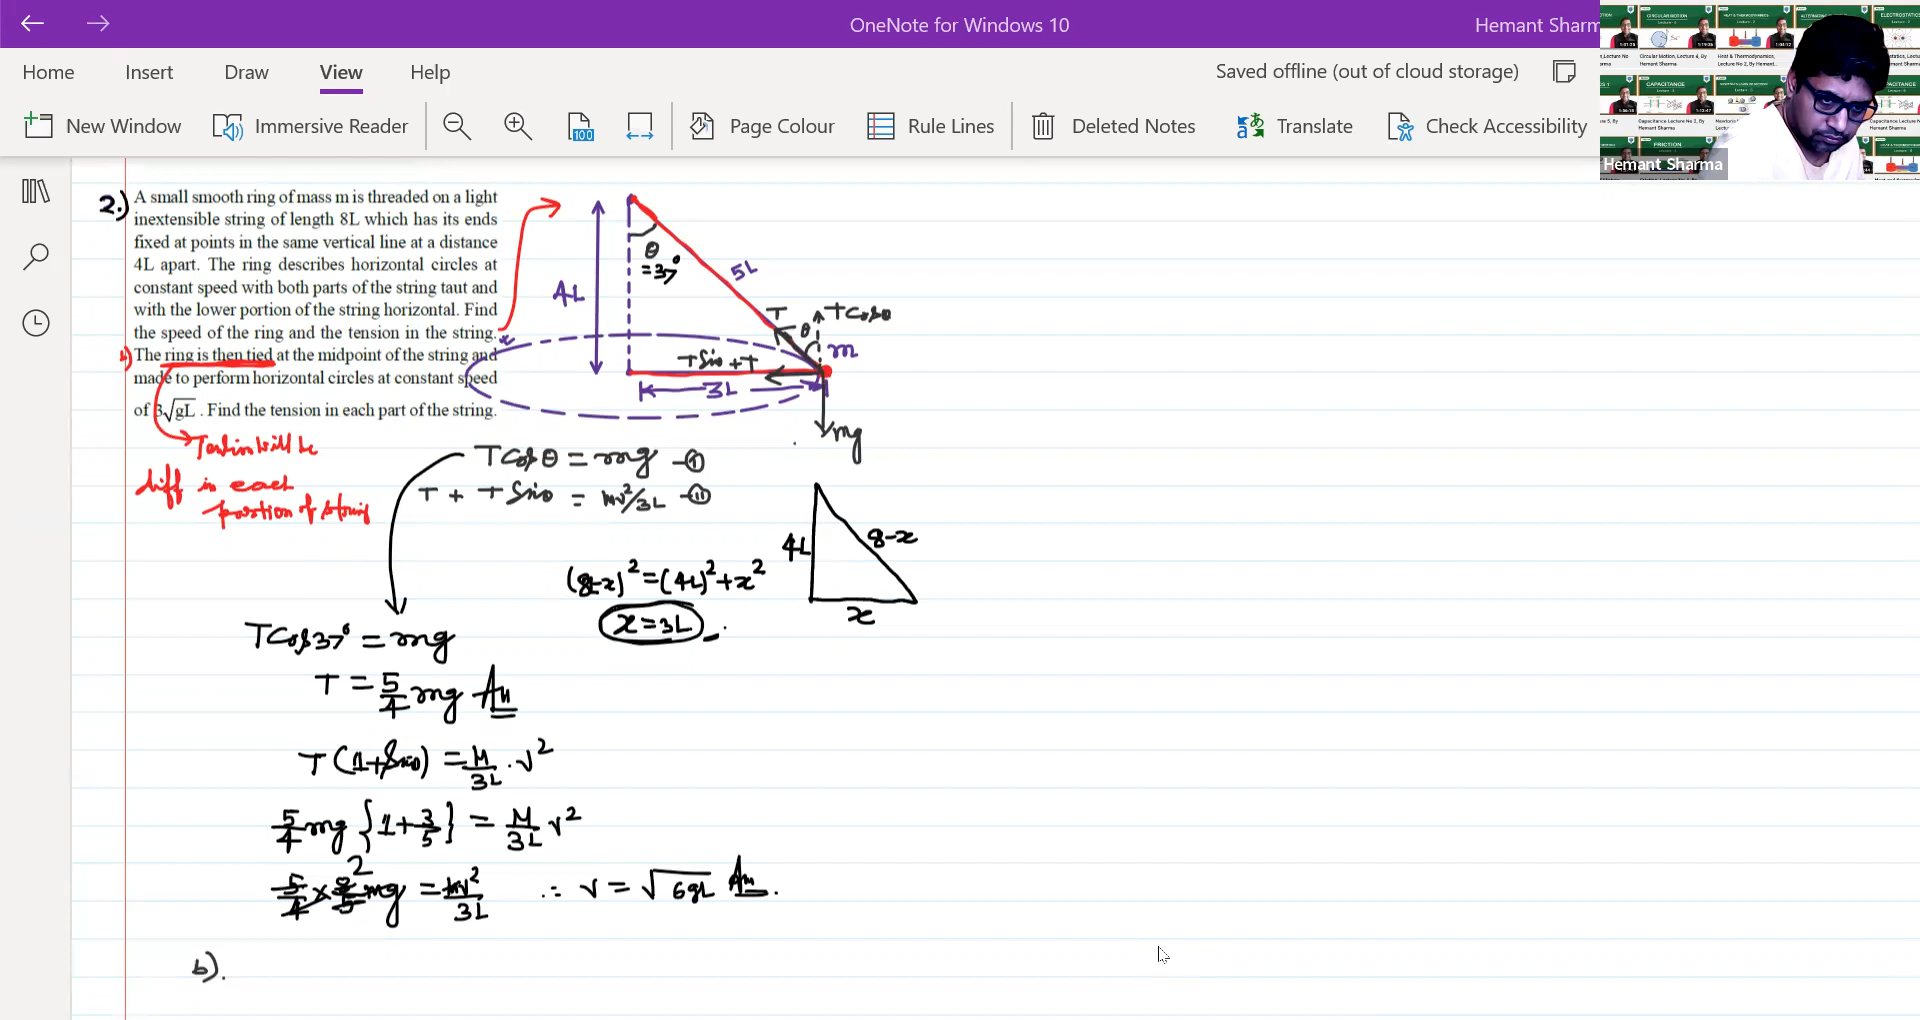 OneNote for Windows 10
Hemant Sharm
Home Insert Draw View Help
Saved offline (out of cloud storage)
New Window Immersive Reader 100 Page Colour Rule Lines Deleted Notes Translate Check Accessibility
Hemant Sharma
2.)
A small smooth ring of mass m is threaded on a light
inextensible string of length 8L which has its ends
fixed at points in the same vertical line at a distance
4L apart. The ring describes horizontal circles at
constant speed with both parts of the string taut and
with the lower portion of the string horizontal. Find
the speed of the ring and the tension in the string.
b) The ring is then tied at the midpoint of the string and
made to perform horizontal circles at constant speed
of 3√gL . Find the tension in each part of the string.
Tension will be
diff in each
portion of string
θ
=37°
5L
4L
T
θ
TCosθ
m
TSinθ+T
3L
mg
TCosθ = mg -(I)
T + TSinθ = mv²/3L -(II)
4L
8-x
x
(8-x)² = (4L)² + x²
x = 3L
TCos37° = mg
T = 5/4 mg An
T(1+Sinθ) = M/3L . v²
5/4 mg {1+3/5} = M/3L v²
5/4 × 8/5 2 mg = mv²/3L ∴ v = √6gL An.
b).